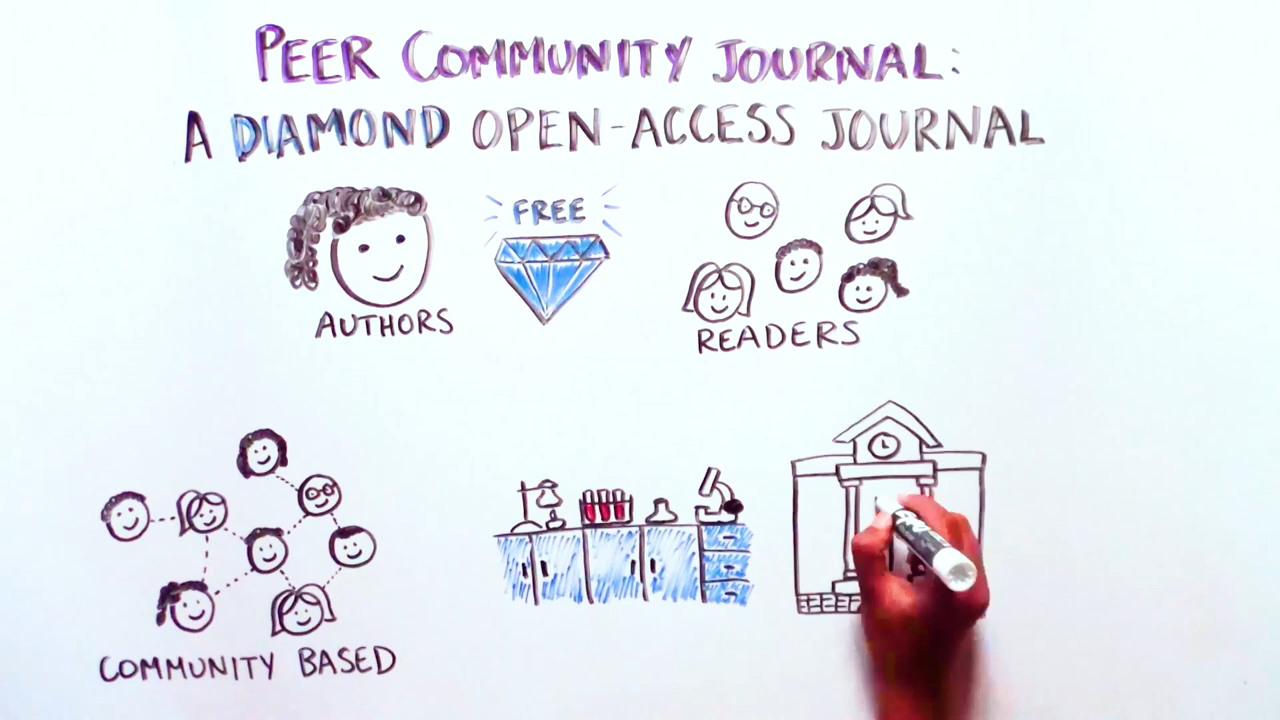 PEER COMMUNITY JOURNAL:
A DIAMOND OPEN-ACCESS JOURNAL
FREE
AUTHORS
READERS
COMMUNITY BASED